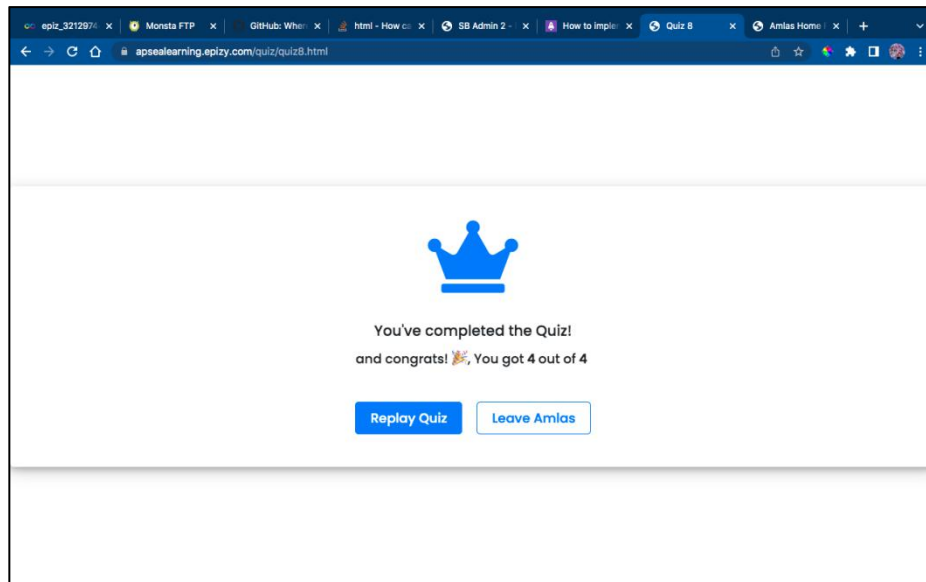 epiz_3212974
Monsta FTP
GitHub: When
html - How ca
SB Admin 2 -
How to imple
Quiz 8
Amlas Home
apsealearning.epizy.com/quiz/quiz8.html
You've completed the Quiz!
and congrats! 🎉, You got 4 out of 4
Replay Quiz
Leave Amlas